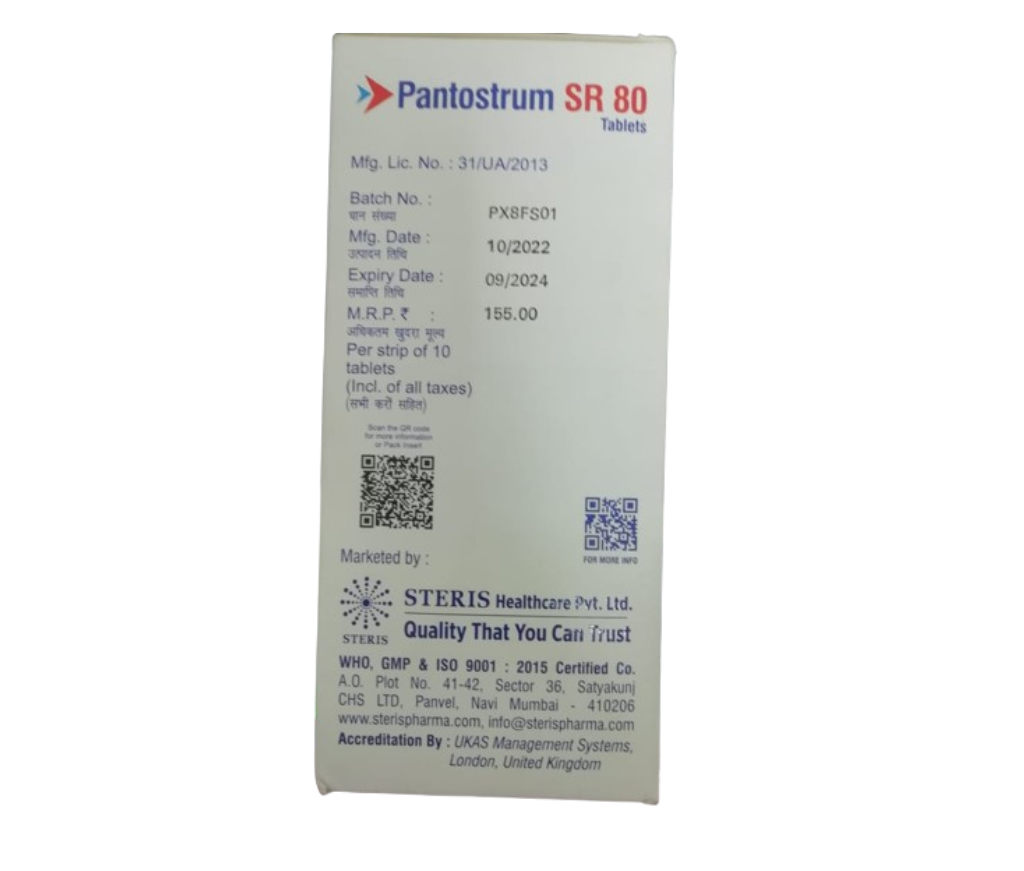 Pantostrum SR 80
Tablets
Mfg. Lic. No. : 31/UA/2013
Batch No. :
घान संख्या
PX8FS01
Mfg. Date :
उत्पादन तिथि
10/2022
Expiry Date :
समाप्ति तिथि
09/2024
M.R.P. ₹ :
155.00
अधिकतम खुदरा मूल्य
Per strip of 10
tablets
(Incl. of all taxes)
(सभी करों सहित)
Scan the QR code
for more information
or Pack Insert
FOR MORE INFO
Marketed by :
STERIS
STERIS Healthcare Pvt. Ltd.
Quality That You Can Trust
WHO, GMP & ISO 9001 : 2015 Certified Co.
A.O. Plot No. 41-42, Sector 36, Satyakunj
CHS LTD, Panvel, Navi Mumbai - 410206
www.sterispharma.com, info@sterispharma.com
Accreditation By : UKAS Management Systems,
London, United Kingdom